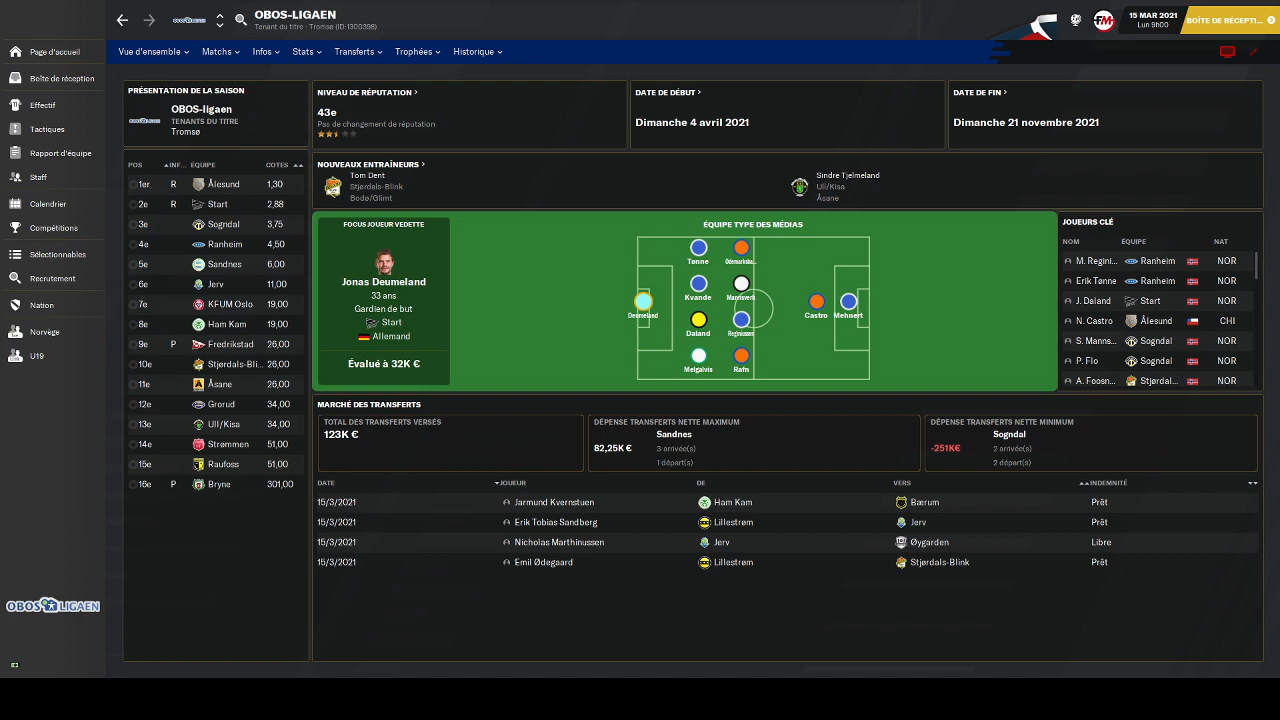 OBOS-LIGAEN
Tenant du titre - Tromsø (ID:1300398)
15 MAR 2021
Lun 9h00
BOÎTE DE RÉCEPTI...
Page d'accueil
Boîte de réception
Effectif
Tactiques
Rapport d'équipe
Staff
Calendrier
Compétitions
Sélectionnables
Recrutement
Nation
Norvège
U19
OBOS LIGAEN
Vue d'ensemble
Matchs
Infos
Stats
Transferts
Trophées
Historique
PRÉSENTATION DE LA SAISON
OBOS-ligaen
TENANTS DU TITRE
Tromsø
NIVEAU DE RÉPUTATION >
43e
Pas de changement de réputation
DATE DE DÉBUT >
Dimanche 4 avril 2021
DATE DE FIN >
Dimanche 21 novembre 2021
POS INF... ÉQUIPE COTES
1er R Ålesund 1,30
2e R Start 2,88
3e Sogndal 3,75
4e Ranheim 4,50
5e Sandnes 6,00
6e Jerv 11,00
7e KFUM Oslo 19,00
8e Ham Kam 19,00
9e P Fredrikstad 26,00
10e Stjørdals-Bli... 26,00
11e Åsane 26,00
12e Grorud 34,00
13e Ull/Kisa 34,00
14e Strømmen 51,00
15e Raufoss 51,00
16e P Bryne 301,00
NOUVEAUX ENTRAÎNEURS >
Tom Dent
Stjørdals-Blink
Bodø/Glimt
Sindre Tjelmeland
Ull/Kisa
Åsane
FOCUS JOUEUR VEDETTE
Jonas Deumeland
33 ans
Gardien de but
Start
Allemand
Évalué à 32K €
ÉQUIPE TYPE DES MÉDIAS
Tønne
Kvande
Deumeland
Castro
Mehnert
Daland
Reginiussen
Melgalvis
Rafn
JOUEURS CLÉ
NOM ÉQUIPE NAT
M. Regini... Ranheim NOR
Erik Tønne Ranheim NOR
J. Daland Start NOR
N. Castro Ålesund CHI
S. Manns... Sogndal NOR
P. Flo Sogndal NOR
A. Foosn... Stjørdal... NOR
MARCHÉ DES TRANSFERTS
TOTAL DES TRANSFERTS VERSÉS
123K €
DÉPENSE TRANSFERTS NETTE MAXIMUM
Sandnes
82,25K € 3 arrivée(s)
1 départ(s)
DÉPENSE TRANSFERTS NETTE MINIMUM
Sogndal
-251K€ 2 arrivée(s)
2 départ(s)
DATE JOUEUR DE VERS INDEMNITÉ
15/3/2021 Jarmund Kvernstuen Ham Kam Bærum Prêt
15/3/2021 Erik Tobias Sandberg Lillestrøm Jerv Prêt
15/3/2021 Nicholas Marthinussen Jerv Øygarden Libre
15/3/2021 Emil Ødegaard Lillestrøm Stjørdals-Blink Prêt